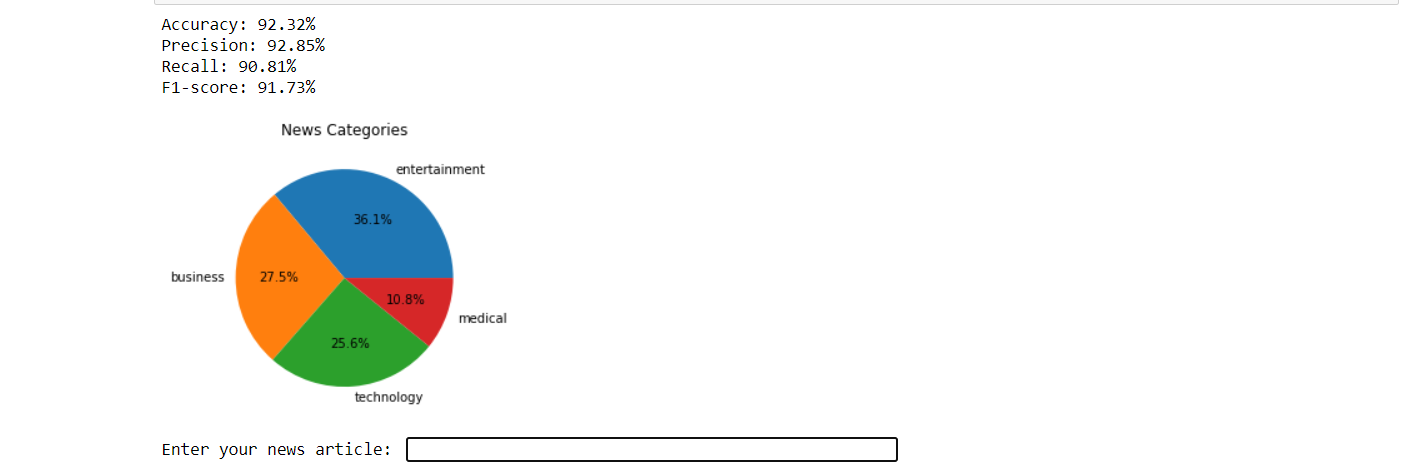 Accuracy: 92.32%
Precision: 92.85%
Recall: 90.81%
F1-score: 91.73%
News Categories
entertainment
36.1%
business
27.5%
10.8%
medical
25.6%
technology
Enter your news article: